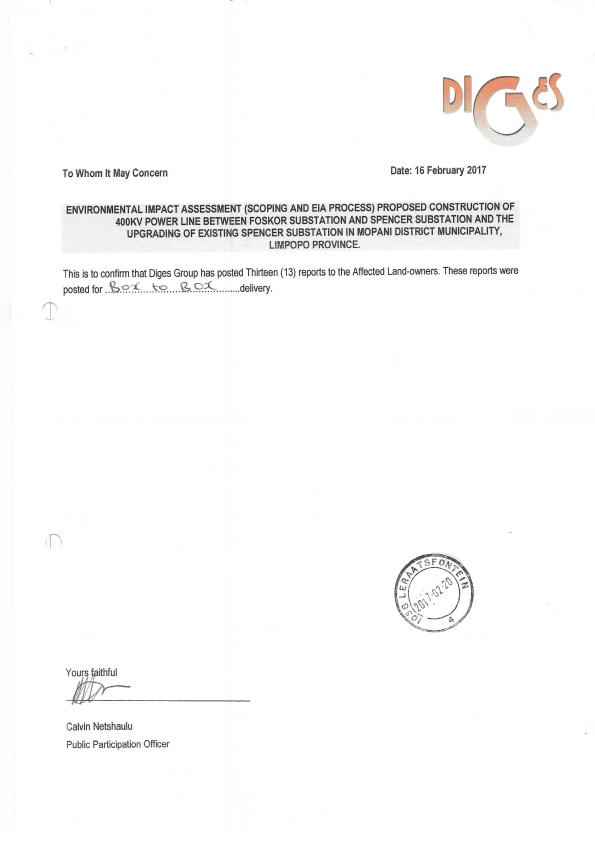 DIGES
To Whom It May Concern
Date: 16 February 2017
ENVIRONMENTAL IMPACT ASSESSMENT (SCOPING AND EIA PROCESS) PROPOSED CONSTRUCTION OF
400KV POWER LINE BETWEEN FOSKOR SUBSTATION AND SPENCER SUBSTATION AND THE
UPGRADING OF EXISTING SPENCER SUBSTATION IN MOPANI DISTRICT MUNICIPALITY,
LIMPOPO PROVINCE.
This is to confirm that Diges Group has posted Thirteen (13) reports to the Affected Land-owners. These reports were
posted for ...Box to Box......delivery.
LERAATSFONTEIN
2017-02-20
4
Yours faithful
Calvin Netshaulu
Public Participation Officer